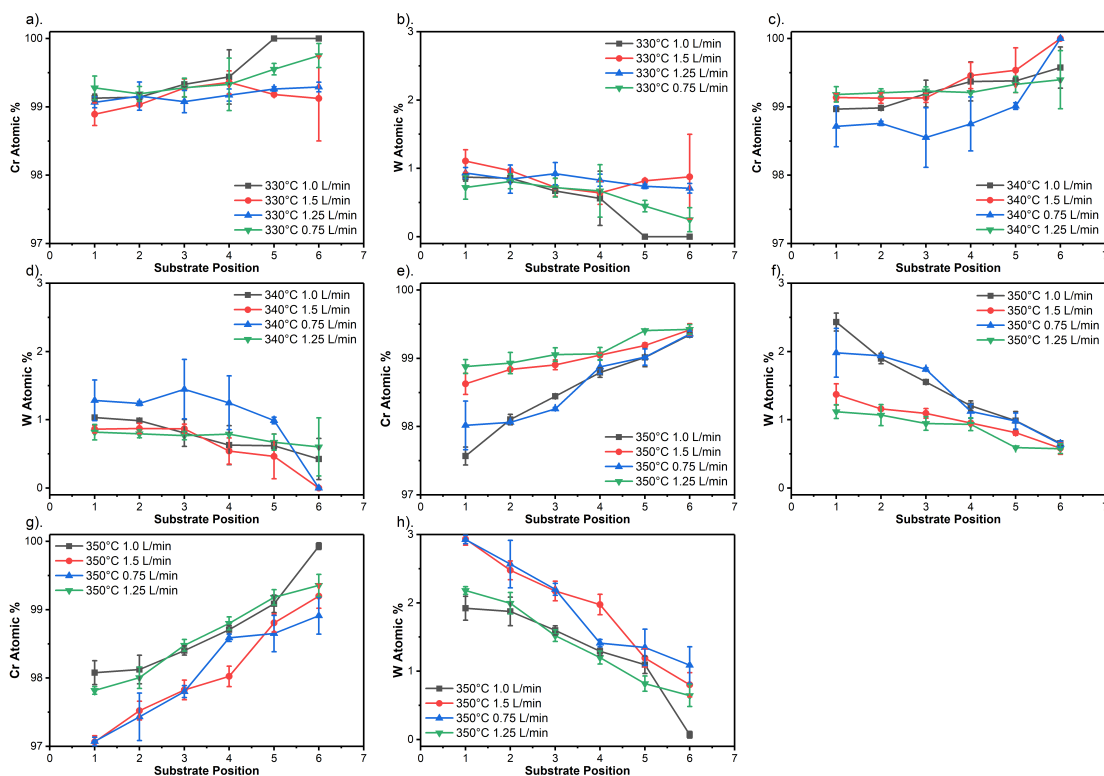 a).
100
99
98
97
Cr Atomic %
330°C 1.0 L/min
330°C 1.5 L/min
330°C 1.25 L/min
330°C 0.75 L/min
0 1 2 3 4 5 6 7
Substrate Position
b).
3
2
1
0
W Atomic %
330°C 1.0 L/min
330°C 1.5 L/min
330°C 1.25 L/min
330°C 0.75 L/min
0 1 2 3 4 5 6 7
Substrate Position
c).
100
99
98
97
Cr Atomic %
340°C 1.0 L/min
340°C 1.5 L/min
340°C 0.75 L/min
340°C 1.25 L/min
0 1 2 3 4 5 6 7
Substrate Position
d).
3
2
1
0
W Atomic %
340°C 1.0 L/min
340°C 1.5 L/min
340°C 0.75 L/min
340°C 1.25 L/min
0 1 2 3 4 5 6 7
Substrate Position
e).
100
99
98
97
Cr Atomic %
350°C 1.0 L/min
350°C 1.5 L/min
350°C 0.75 L/min
350°C 1.25 L/min
0 1 2 3 4 5 6 7
Substrate Position
f).
3
2
1
0
W Atomic %
350°C 1.0 L/min
350°C 1.5 L/min
350°C 0.75 L/min
350°C 1.25 L/min
0 1 2 3 4 5 6 7
Substrate Position
g).
100
99
98
97
Cr Atomic %
350°C 1.0 L/min
350°C 1.5 L/min
350°C 0.75 L/min
350°C 1.25 L/min
0 1 2 3 4 5 6 7
Substrate Position
h).
3
2
1
0
W Atomic %
350°C 1.0 L/min
350°C 1.5 L/min
350°C 0.75 L/min
350°C 1.25 L/min
0 1 2 3 4 5 6 7
Substrate Position